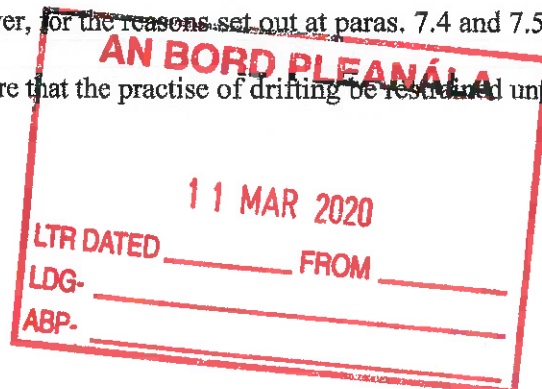 ver, for the reasons set out at paras. 7.4 and 7.5
AN BORD PLEANÁLA
re that the practise of drifting be restrained un
11 MAR 2020
LTR DATED FROM
LDG-
ABP-